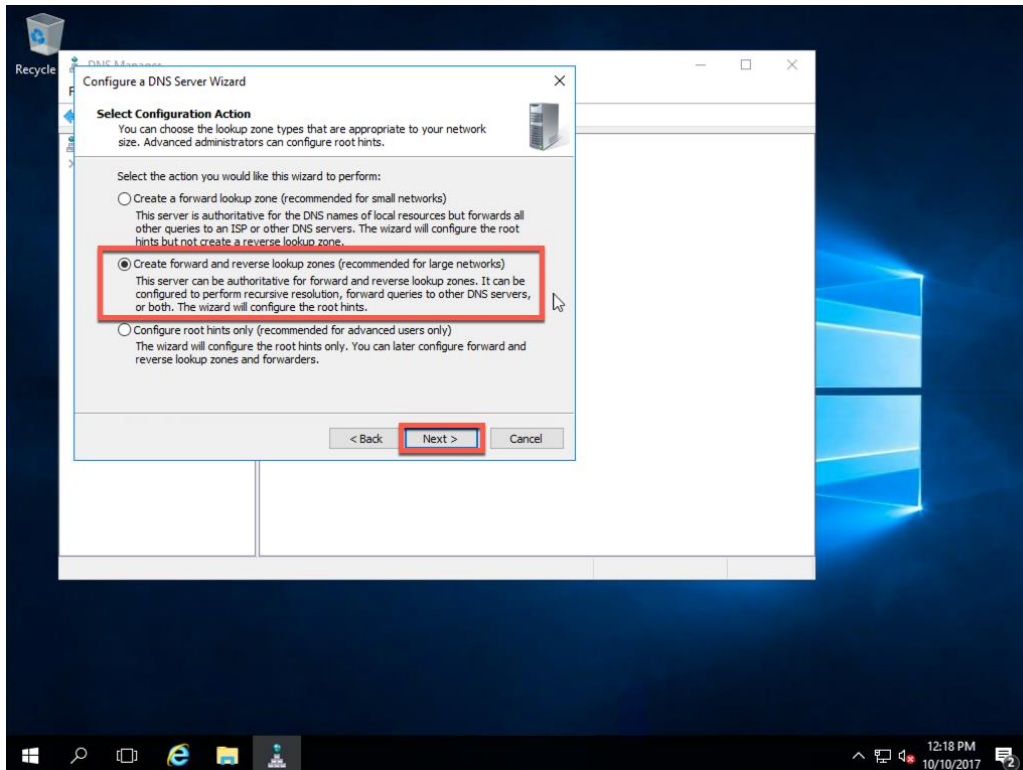 Recycle
DNS Manager
Configure a DNS Server Wizard
F
Select Configuration Action
You can choose the lookup zone types that are appropriate to your network
size. Advanced administrators can configure root hints.
Select the action you would like this wizard to perform:
Create a forward lookup zone (recommended for small networks)
This server is authoritative for the DNS names of local resources but forwards all
other queries to an ISP or other DNS servers. The wizard will configure the root
hints but not create a reverse lookup zone.
Create forward and reverse lookup zones (recommended for large networks)
This server can be authoritative for forward and reverse lookup zones. It can be
configured to perform recursive resolution, forward queries to other DNS servers,
or both. The wizard will configure the root hints.
Configure root hints only (recommended for advanced users only)
The wizard will configure the root hints only. You can later configure forward and
reverse lookup zones and forwarders.
< Back Next > Cancel
12:18 PM
10/10/2017
2